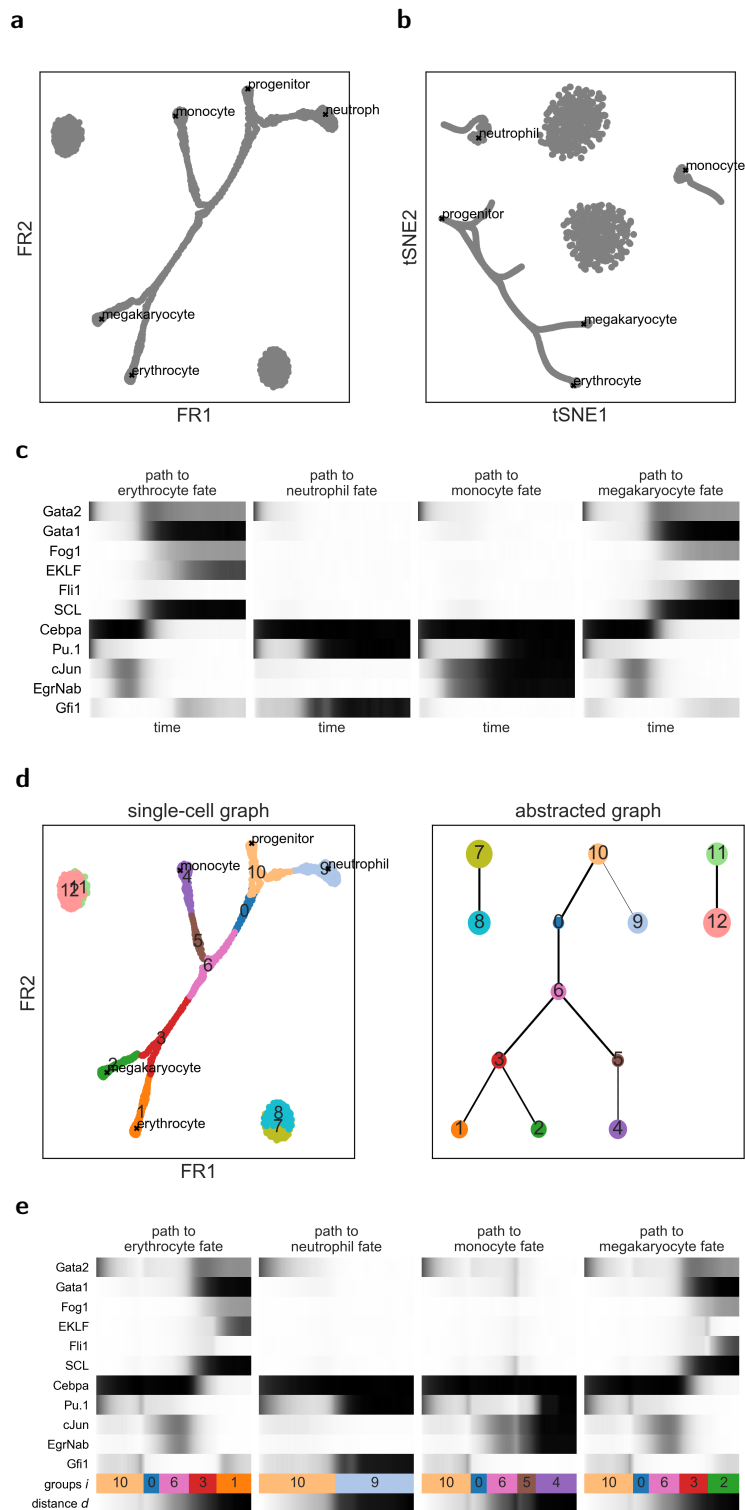 a
b
progenitor
monocyte
neutroph
megakaryocyte
erythrocyte
FR2
FR1
neutrophil
monocyte
progenitor
megakaryocyte
erythrocyte
tSNE2
tSNE1
c
path to
erythrocyte fate
path to
neutrophil fate
path to
monocyte fate
path to
megakaryocyte fate
Gata2
Gata1
Fog1
EKLF
Fli1
SCL
Cebpa
Pu.1
cJun
EgrNab
Gfi1
time
time
time
time
d
single-cell graph
abstracted graph
progenitor
monocyte
neutrophil
12
11
4
10
9
0
5
6
3
2
megakaryocyte
1
erythrocyte
8
7
FR2
FR1
7
10
11
8
0
9
12
6
3
5
1
2
4
e
path to
erythrocyte fate
path to
neutrophil fate
path to
monocyte fate
path to
megakaryocyte fate
Gata2
Gata1
Fog1
EKLF
Fli1
SCL
Cebpa
Pu.1
cJun
EgrNab
Gfi1
groups i
10 0 6 3 1
10 9
10 0 6 5 4
10 0 6 3 2
distance d